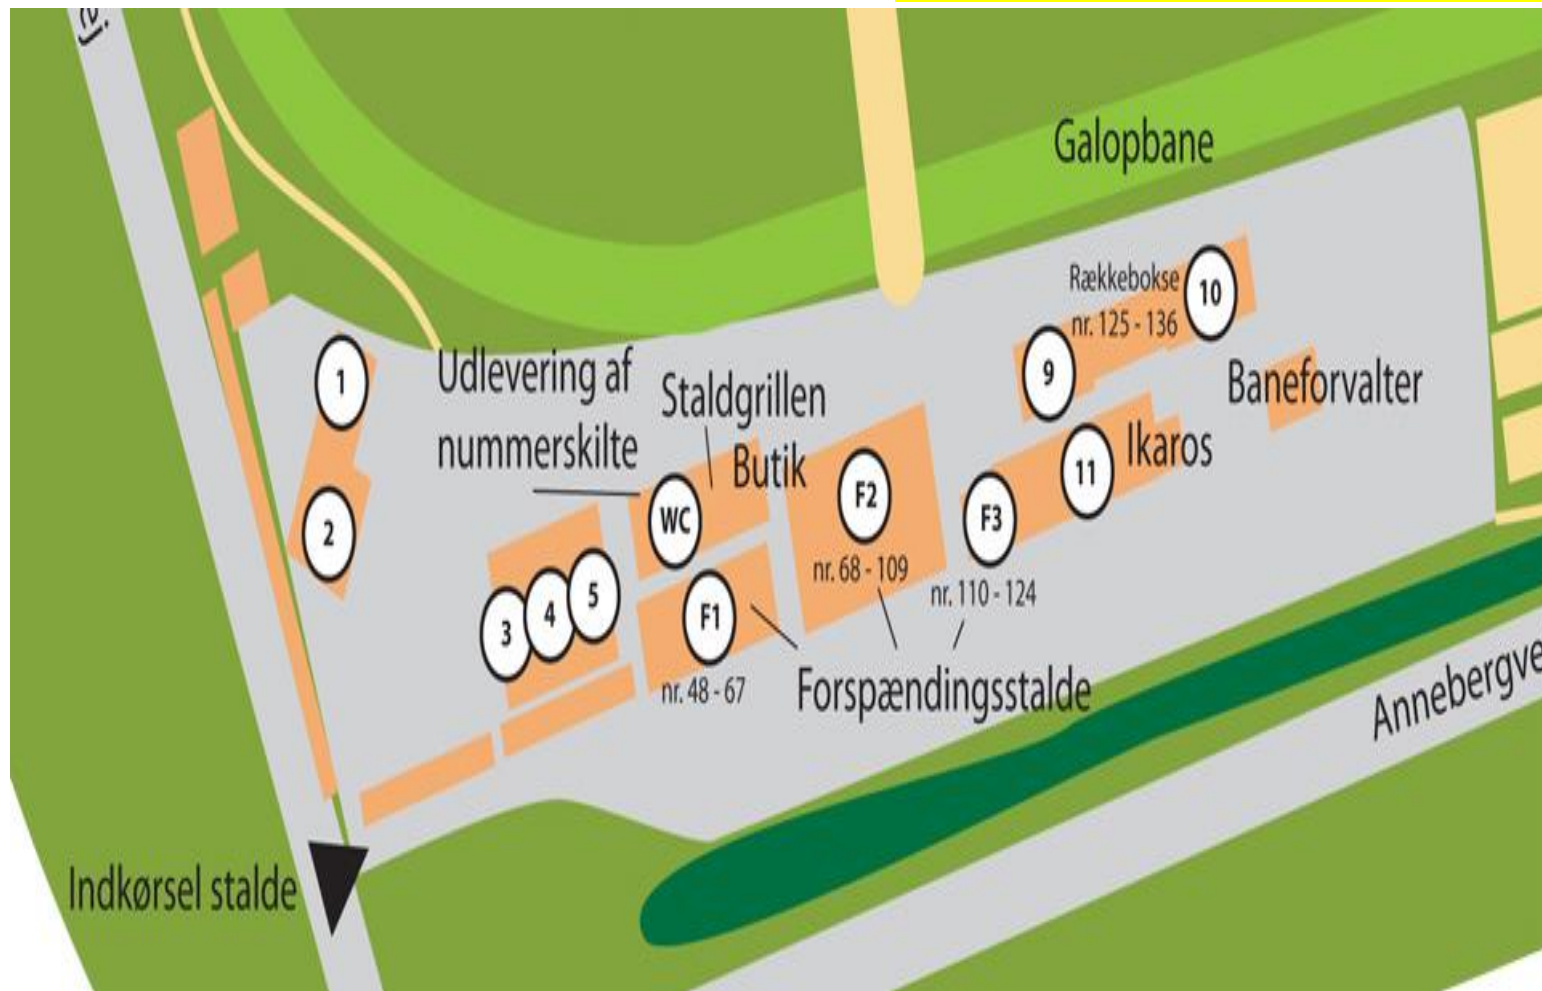 Galopbane
Rækkebokse
nr. 125 - 136
10
9
1
Udlevering af
nummerskilte
Staldgrillen
Butik
Baneforvalter
Ikaros
11
F2
nr. 68 - 109
F3
nr. 110 - 124
WC
2
3
4
5
F1
nr. 48 - 67
Forspændingsstalde
Annebergve
Indkørsel stalde